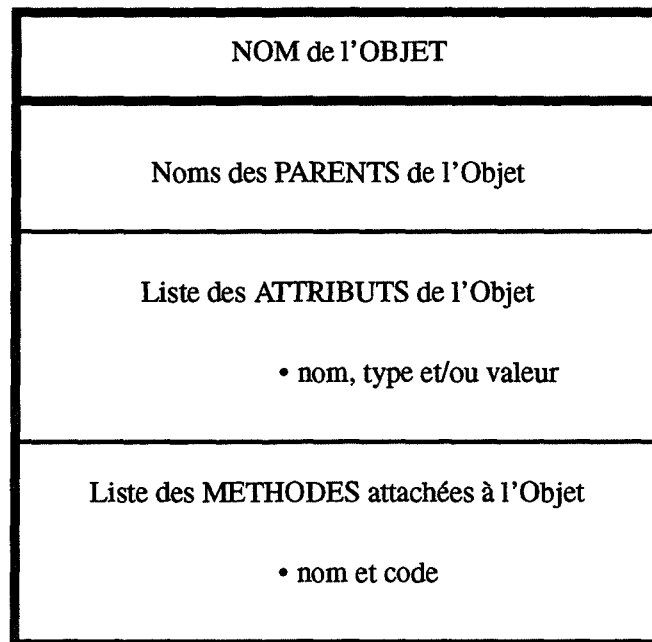 NOM de l'OBJET
Noms des PARENTS de l'Objet
Liste des ATTRIBUTS de l'Objet
• nom, type et/ou valeur
Liste des METHODES attachées à l'Objet
• nom et code